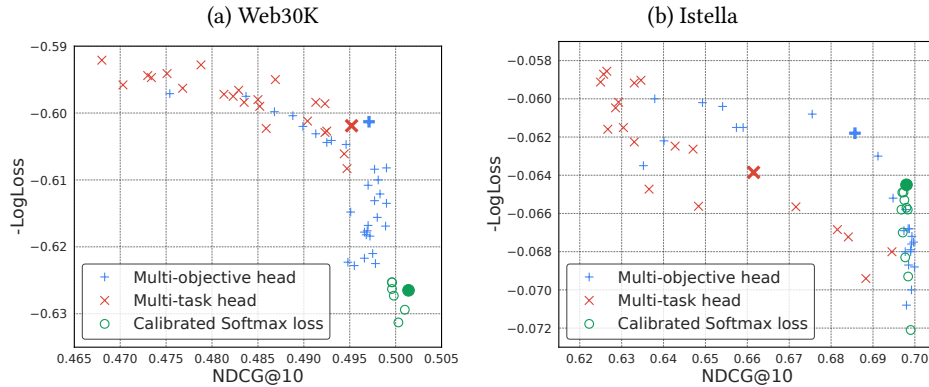 (a) Web30K
−0.59
−0.60
−0.61
−0.62
−0.63
-LogLoss
Multi-objective head
Multi-task head
Calibrated Softmax loss
0.465 0.470 0.475 0.480 0.485 0.490 0.495 0.500 0.505
NDCG@10
(b) Istella
−0.058
−0.060
−0.062
−0.064
−0.066
−0.068
−0.070
−0.072
-LogLoss
Multi-objective head
Multi-task head
Calibrated Softmax loss
0.62 0.63 0.64 0.65 0.66 0.67 0.68 0.69 0.70
NDCG@10